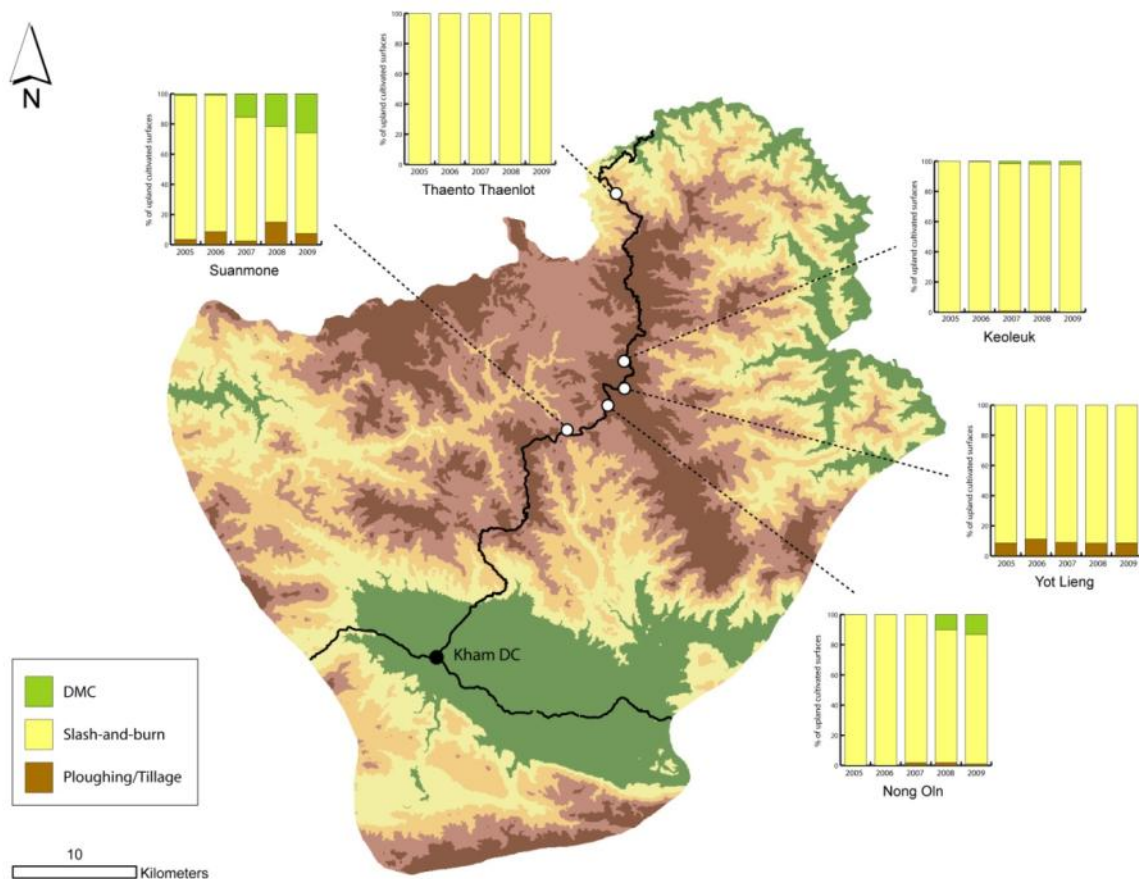 N
% of upland cultivated surfaces
100
80
60
40
20
0
2005 2006 2007 2008 2009
Thaento Thaenlot
% of upland cultivated surfaces
100
80
60
40
20
0
2005 2006 2007 2008 2009
Suanmone
% of upland cultivated surfaces
100
80
60
40
20
0
2005 2006 2007 2008 2009
Keoleuk
% of upland cultivated surfaces
100
80
60
40
20
0
2005 2006 2007 2008 2009
Yot Lieng
% of upland cultivated surfaces
100
80
60
40
20
0
2005 2006 2007 2008 2009
Nong Oln
Kham DC
DMC
Slash-and-burn
Ploughing/Tillage
10
Kilometers